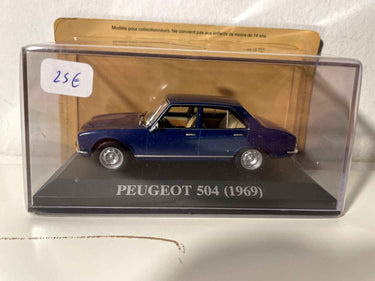 Modèle pour collectionneurs. Ne convient pas aux enfants de moins de 14 ans
25€
PEUGEOT 504 (1969)